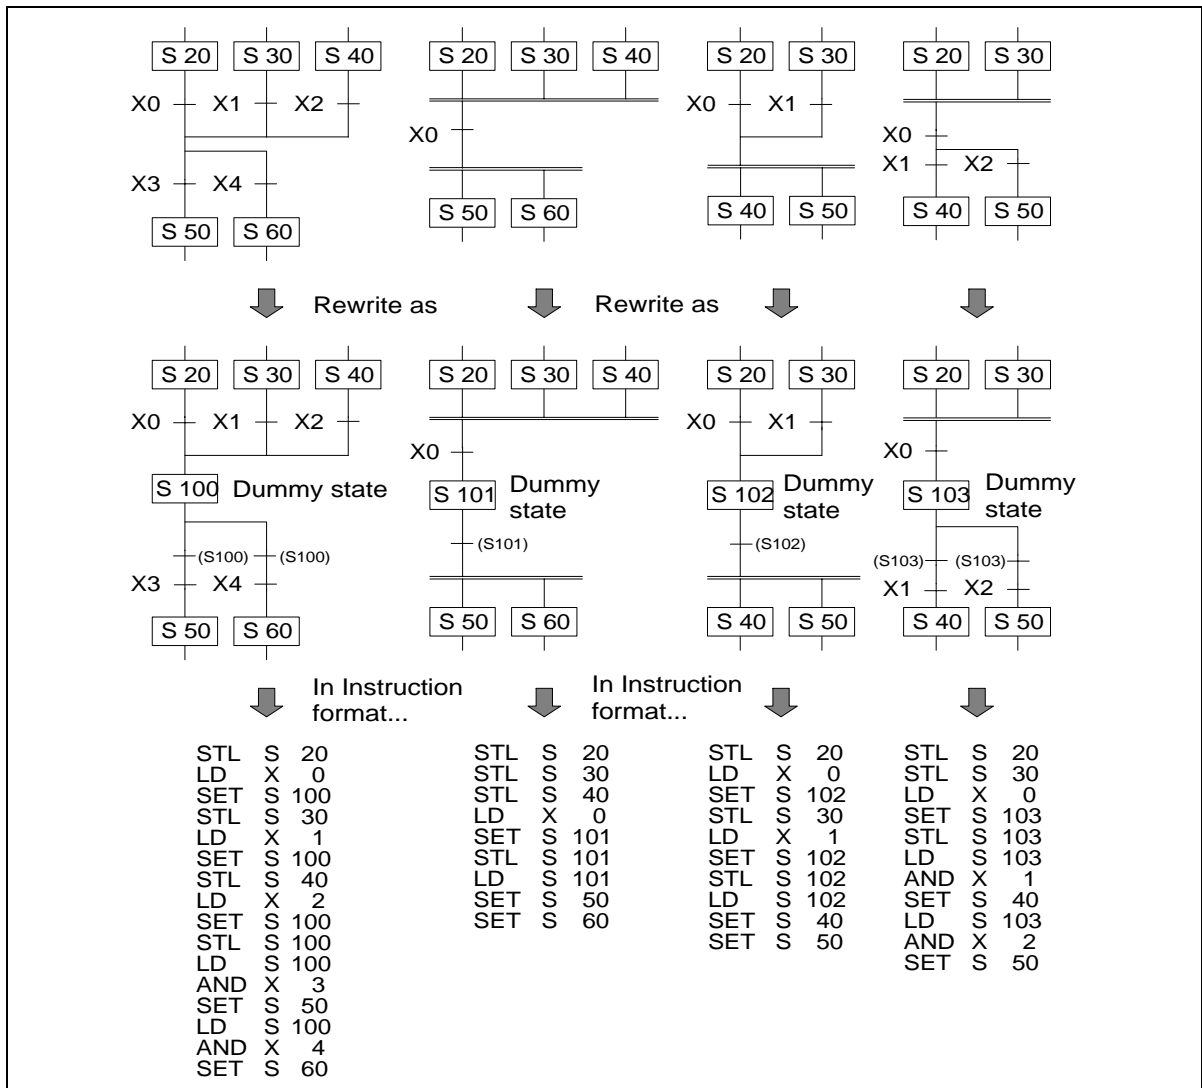 S 20 S 30 S 40 S 20 S 30 S 40 S 20 S 30 S 20 S 30
X0 X1 X2 X0 X1
X0 X0
X3 X4 X1 X2
S 50 S 60 S 50 S 60 S 40 S 50 S 40 S 50
Rewrite as Rewrite as
S 20 S 30 S 40 S 20 S 30 S 40 S 20 S 30 S 20 S 30
X0 X1 X2 X0 X1
X0 X0
S 100 Dummy state S 101 Dummy state S 102 Dummy state S 103 Dummy state
(S100) (S100) (S101) (S102) (S103) (S103)
X3 X4 X1 X2
S 50 S 60 S 50 S 60 S 40 S 50 S 40 S 50
In Instruction
format...
In Instruction
format...
STL S 20
LD X 0
SET S 100
STL S 30
LD X 1
SET S 100
STL S 40
LD X 2
SET S 100
STL S 100
LD S 100
AND X 3
SET S 50
LD S 100
AND X 4
SET S 60
STL S 20
STL S 30
STL S 40
LD X 0
SET S 101
STL S 101
LD S 101
SET S 50
SET S 60
STL S 20
LD X 0
SET S 102
STL S 30
LD X 1
SET S 102
STL S 102
LD S 102
SET S 40
SET S 50
STL S 20
STL S 30
LD X 0
SET S 103
STL S 103
LD S 103
AND X 1
SET S 40
LD S 103
AND X 2
SET S 50